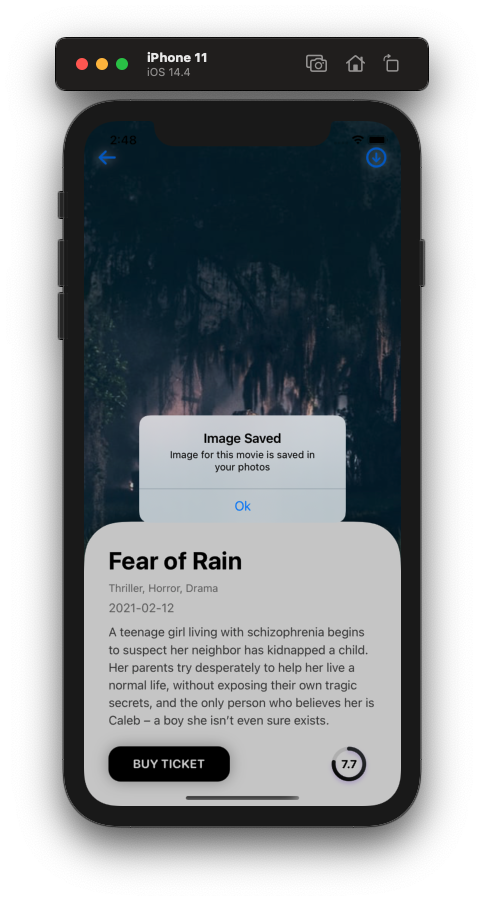 iPhone 11
iOS 14.4
2:48
Image Saved
Image for this movie is saved in
your photos
Ok
Fear of Rain
Thriller, Horror, Drama
2021-02-12
A teenage girl living with schizophrenia begins
to suspect her neighbor has kidnapped a child.
Her parents try desperately to help her live a
normal life, without exposing their own tragic
secrets, and the only person who believes her is
Caleb – a boy she isn't even sure exists.
BUY TICKET
7.7